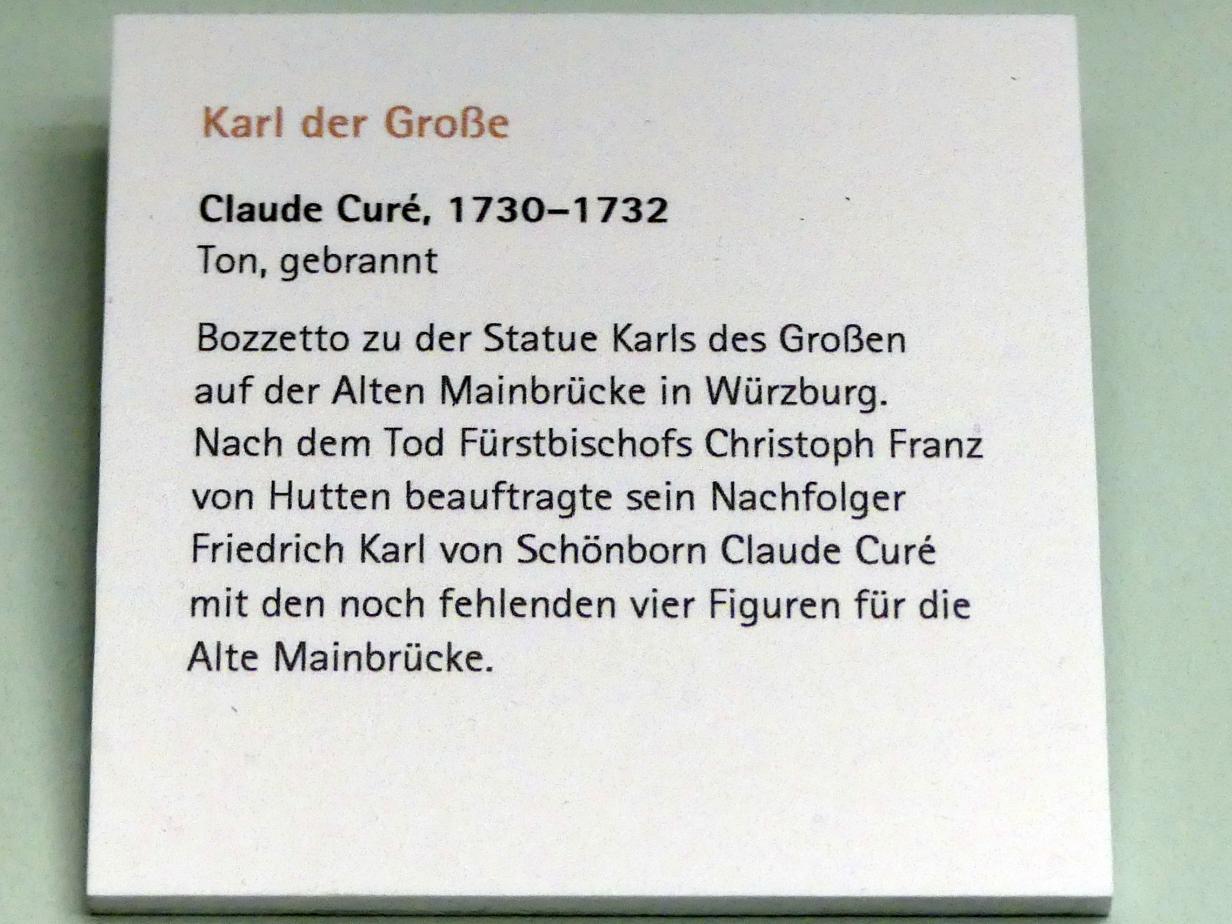 Karl der Große
Claude Curé, 1730–1732
Ton, gebrannt
Bozzetto zu der Statue Karls des Großen
auf der Alten Mainbrücke in Würzburg.
Nach dem Tod Fürstbischofs Christoph Franz
von Hutten beauftragte sein Nachfolger
Friedrich Karl von Schönborn Claude Curé
mit den noch fehlenden vier Figuren für die
Alte Mainbrücke.